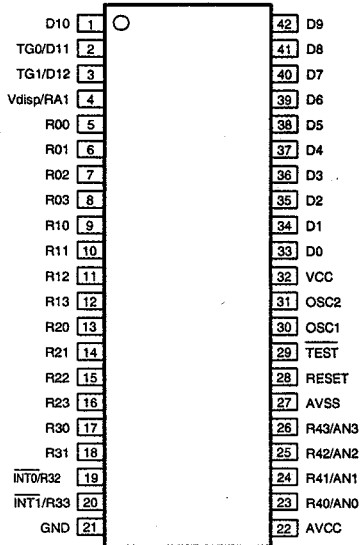 D10 1 42 D9
TG0/D11 2 41 D8
TG1/D12 3 40 D7
Vdisp/RA1 4 39 D6
R00 5 38 D5
R01 6 37 D4
R02 7 36 D3
R03 8 35 D2
R10 9 34 D1
R11 10 33 D0
R12 11 32 VCC
R13 12 31 OSC2
R20 13 30 OSC1
R21 14 29 TEST
R22 15 28 RESET
R23 16 27 AVSS
R30 17 26 R43/AN3
R31 18 25 R42/AN2
INT0/R32 19 24 R41/AN1
INT1/R33 20 23 R40/AN0
GND 21 22 AVCC